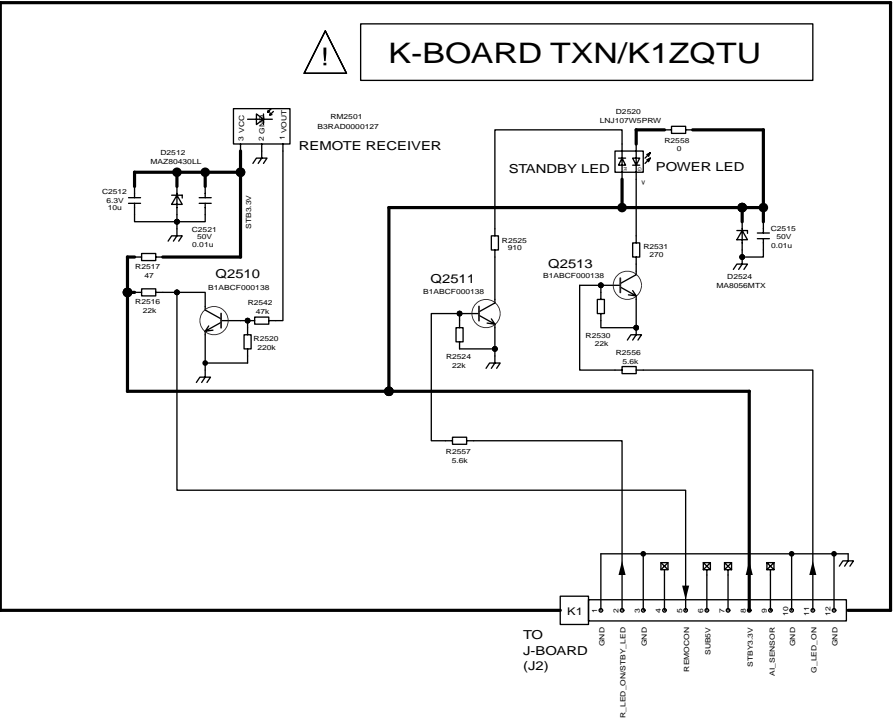 K-BOARD TXN/K1ZQTU
!
RM2501
B3RAD0000127
REMOTE RECEIVER
3 VCC
1 VOUT
D2512
MAZ80430LL
C2512
6.3V
10u
C2521
50V
0.01u
STB3.3V
D2520
LNJ107W5PRW
R2558
0
STANDBY LED
POWER LED
C2515
50V
0.01u
D2524
MA8056MTX
R2517
47
R2516
22k
Q2510
B1ABCF000138
R2542
47k
R2520
220k
R2525
910
Q2511
B1ABCF000138
R2524
22k
R2531
270
Q2513
B1ABCF000138
R2530
22k
R2556
5.6k
R2557
5.6k
K1
TO
J-BOARD
(J2)
1
2
3
4
5
6
7
8
9
10
11
12
GND
R_LED_ON/STBY_LED
GND
REMOCON
SUB5V
STBY3.3V
AI_SENSOR
GND
G_LED_ON
GND